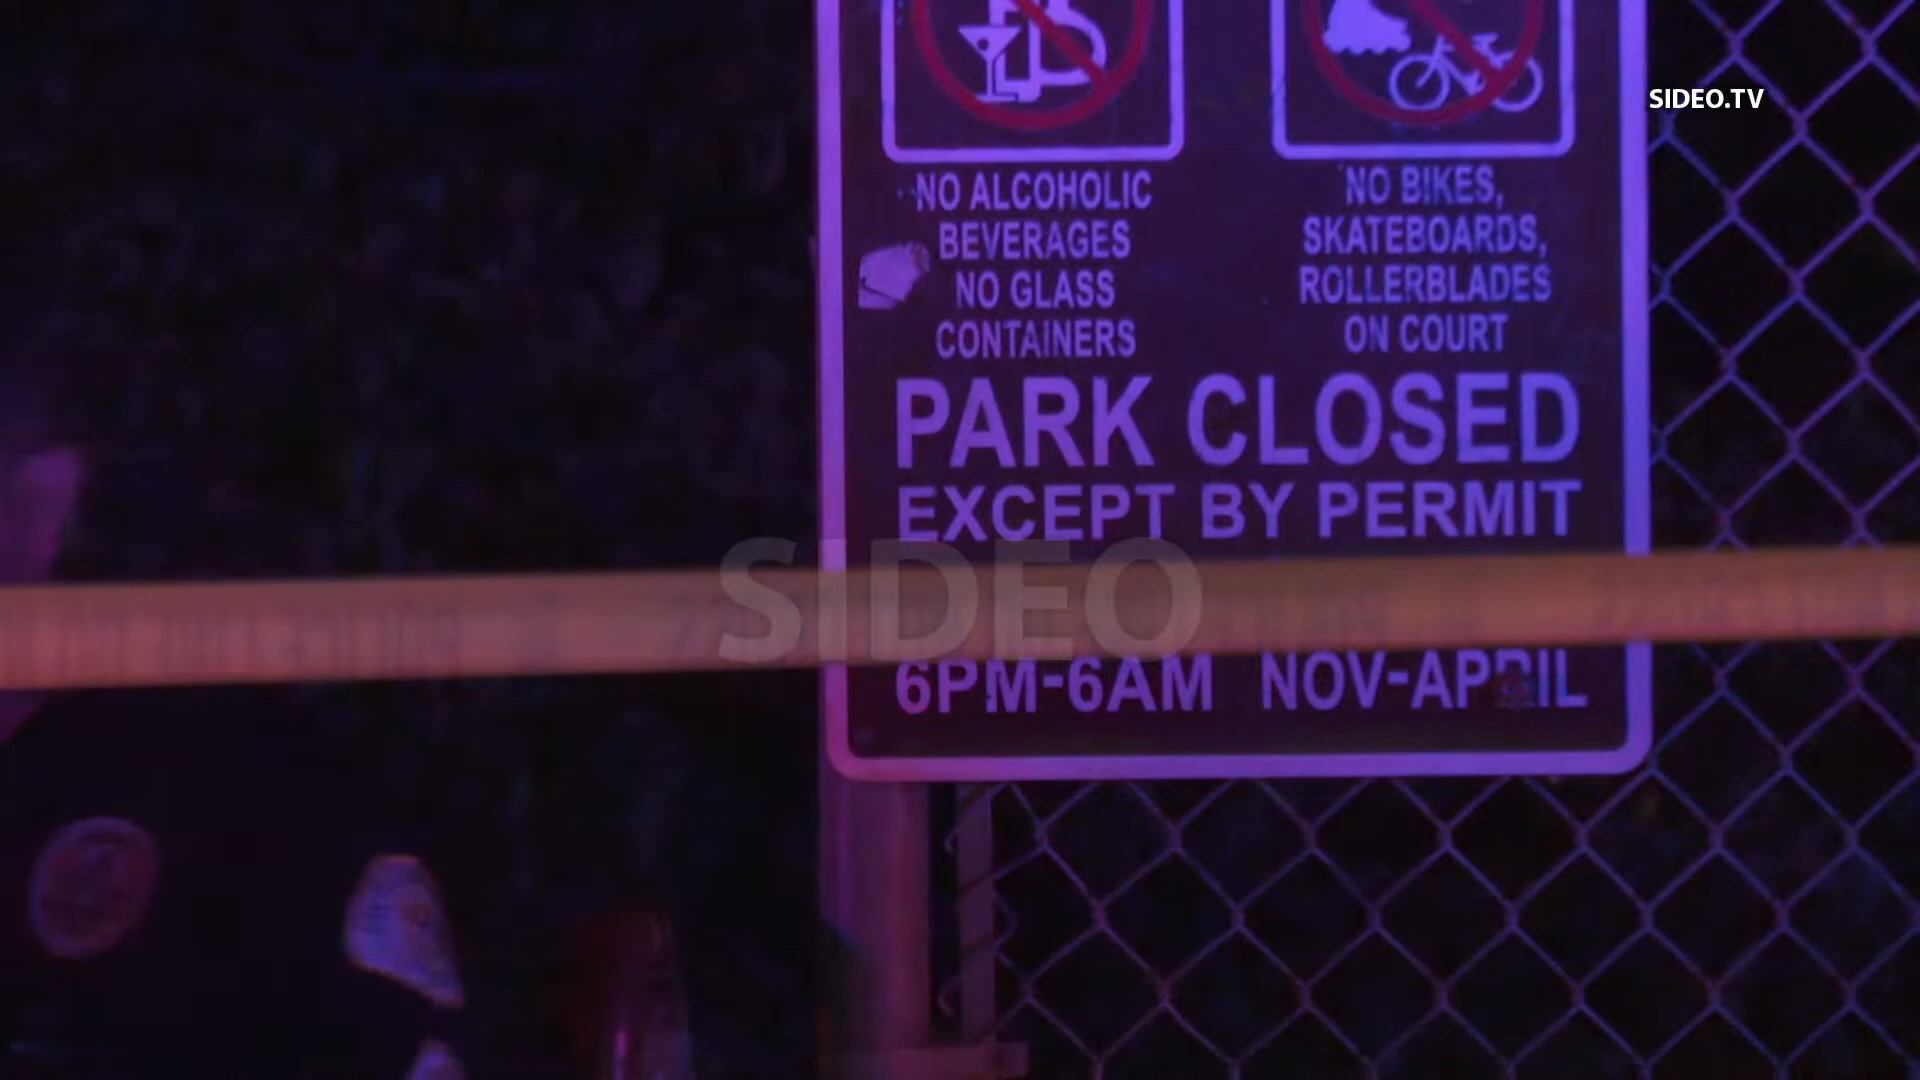 SIDEO.TV
NO ALCOHOLIC
BEVERAGES
NO GLASS
CONTAINERS
NO BIKES,
SKATEBOARDS,
ROLLERBLADES
ON COURT
PARK CLOSED
EXCEPT BY PERMIT
SIDEO
6PM-6AM NOV-APRIL